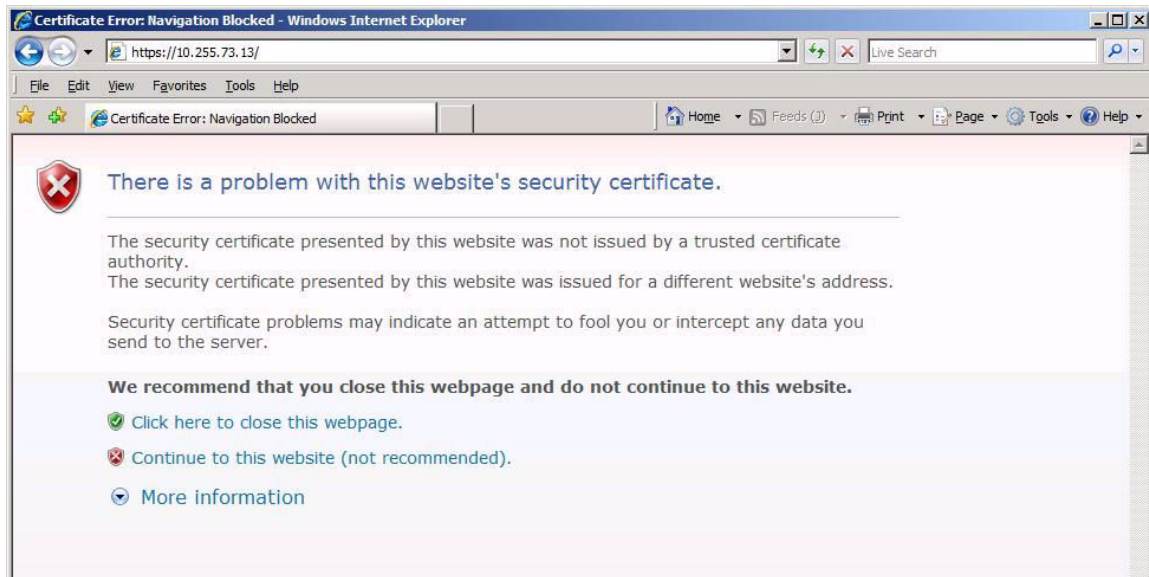 Certificate Error: Navigation Blocked - Windows Internet Explorer
https://10.255.73.13/
Live Search
File Edit View Favorites Tools Help
Certificate Error: Navigation Blocked
Home Feeds (J) Print Page Tools Help
There is a problem with this website's security certificate.
The security certificate presented by this website was not issued by a trusted certificate
authority.
The security certificate presented by this website was issued for a different website's address.
Security certificate problems may indicate an attempt to fool you or intercept any data you
send to the server.
We recommend that you close this webpage and do not continue to this website.
Click here to close this webpage.
Continue to this website (not recommended).
More information